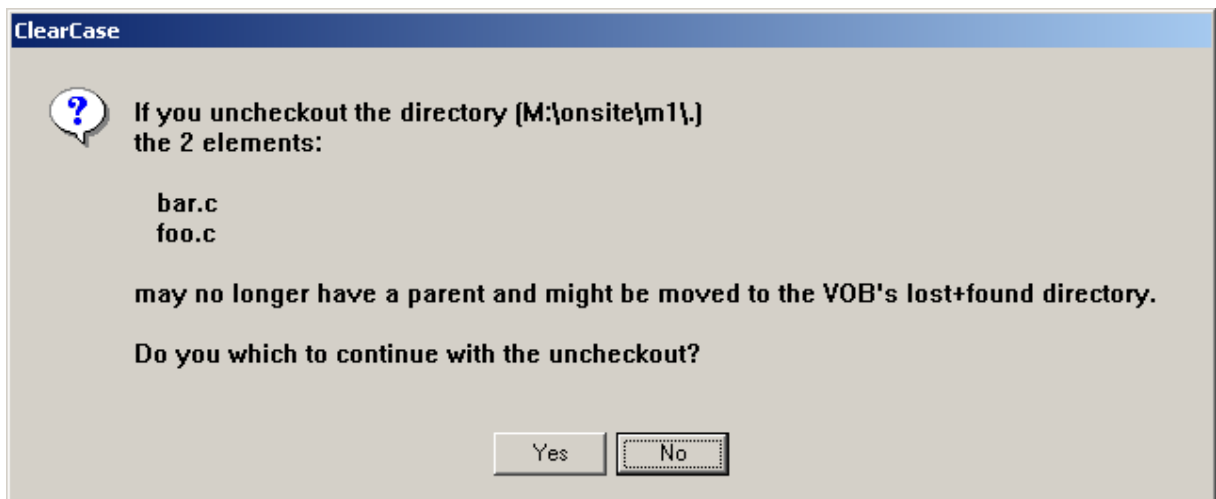 ClearCase
If you uncheckout the directory (M:\onsite\m1\.)
the 2 elements:
bar.c
foo.c
may no longer have a parent and might be moved to the VOB's lost+found directory.
Do you which to continue with the uncheckout?
Yes No